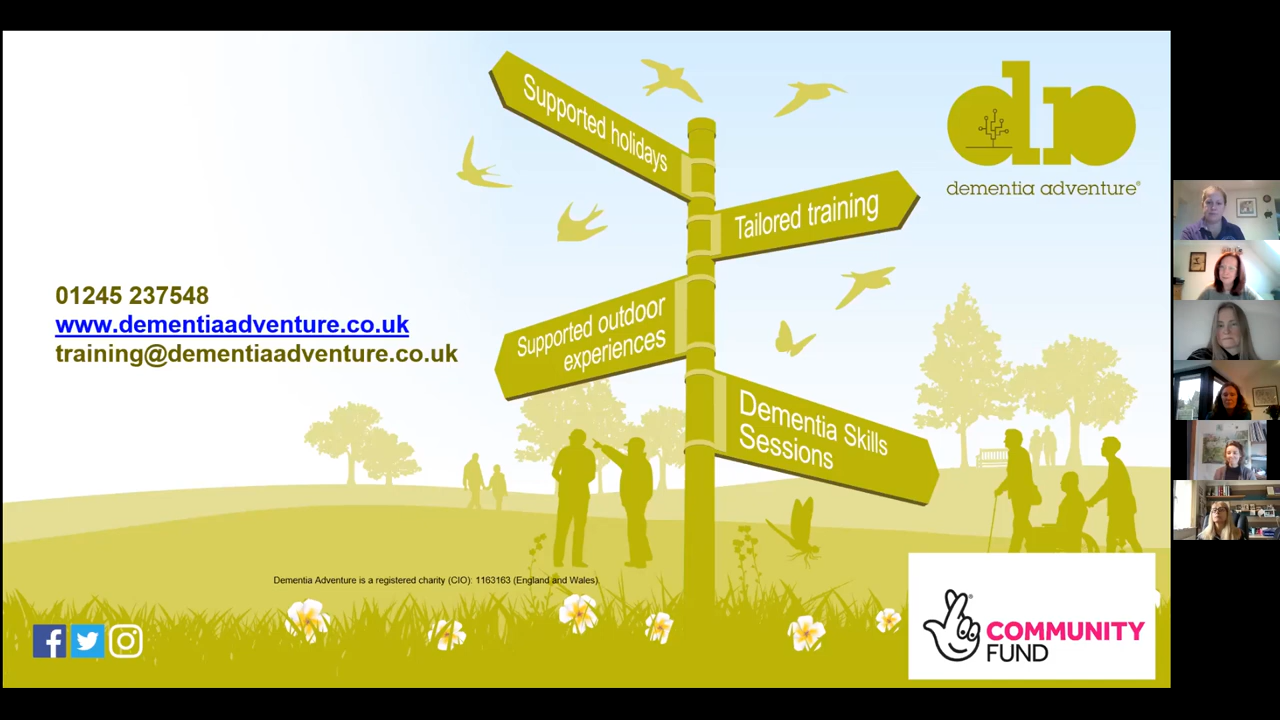 Supported holidays
dementia adventure®
Tailored training
01245 237548
www.dementiaadventure.co.uk
training@dementiaadventure.co.uk
Supported outdoor
experiences
Dementia Skills
Sessions
Dementia Adventure is a registered charity (CIO): 1163163 (England and Wales).
COMMUNITY
FUND